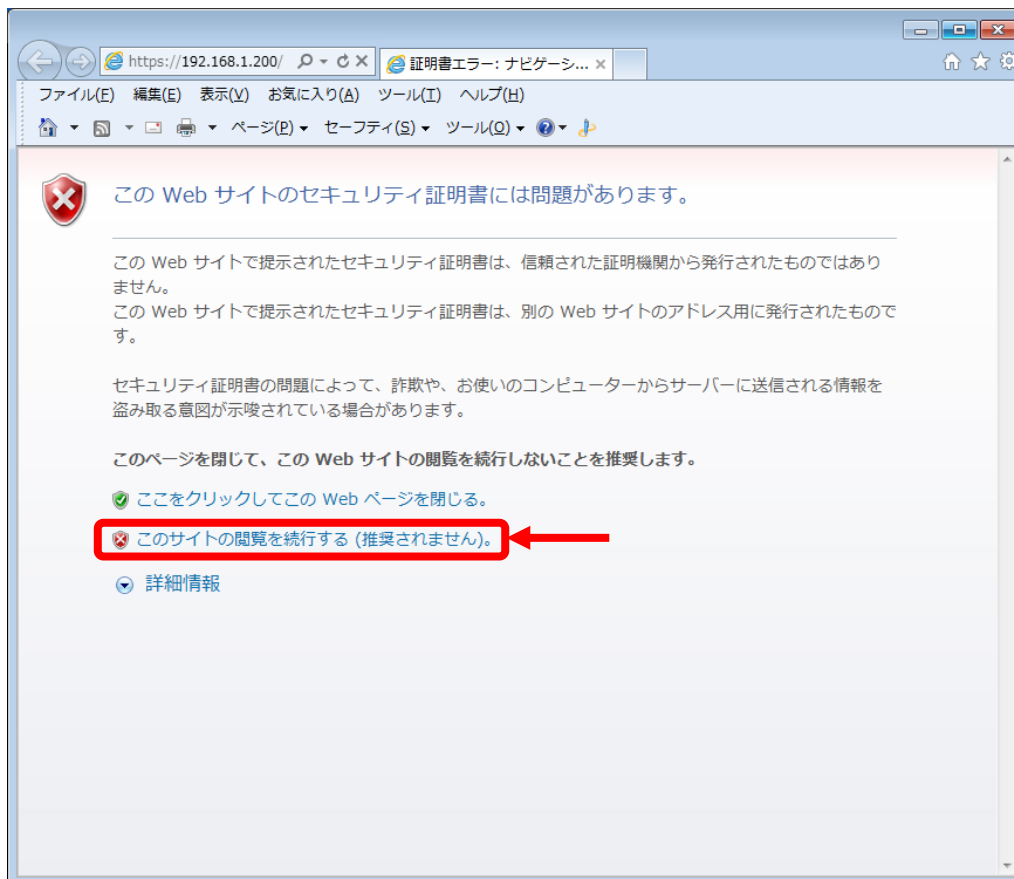 https://192.168.1.200/
証明書エラー: ナビゲーシ...
ファイル(F) 編集(E) 表示(V) お気に入り(A) ツール(T) ヘルプ(H)
ページ(P) セーフティ(S) ツール(O)
この Web サイトのセキュリティ証明書には問題があります。
この Web サイトで提示されたセキュリティ証明書は、信頼された証明機関から発行されたものではあり
ません。
この Web サイトで提示されたセキュリティ証明書は、別の Web サイトのアドレス用に発行されたもので
す。
セキュリティ証明書の問題によって、詐欺や、お使いのコンピューターからサーバーに送信される情報を
盗み取る意図が示唆されている場合があります。
このページを閉じて、この Web サイトの閲覧を続行しないことを推奨します。
ここをクリックしてこの Web ページを閉じる。
このサイトの閲覧を続行する (推奨されません)。
詳細情報